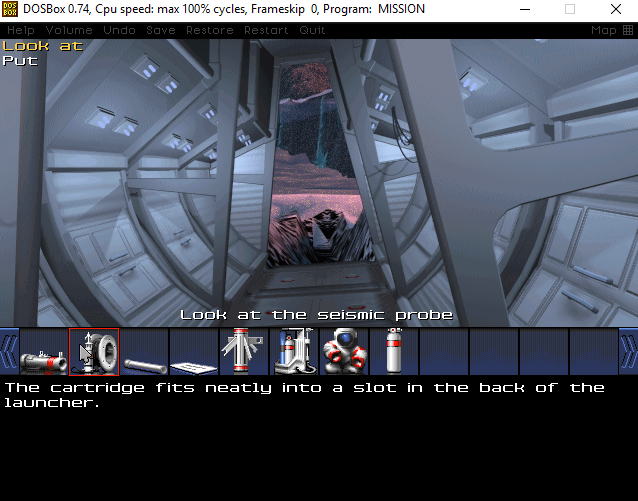 DOS
BOX
DOSBox 0.74, Cpu speed: max 100% cycles, Frameskip 0, Program: MISSION
Help Volume Undo Save Restore Restart Quit Map
Look at
Put
Look at the seismic probe
The cartridge fits neatly into a slot in the back of the
launcher.